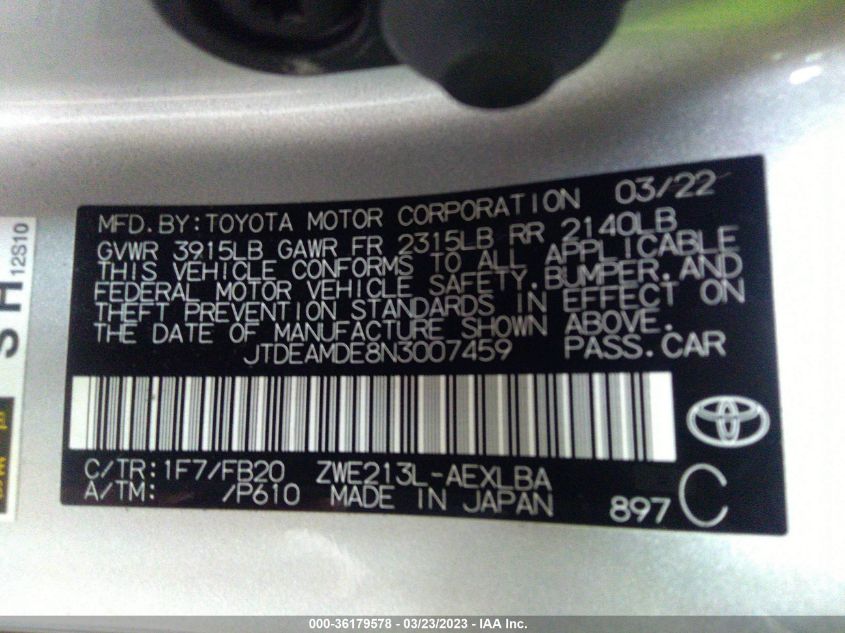 MFD.BY:TOYOTA MOTOR CORPORATION 03/22
GVWR 3915LB GAWR FR 2315LB RR 2140LB
THIS VEHICLE CONFORMS TO ALL APPLICABLE
FEDERAL MOTOR VEHICLE SAFETY,BUMPER,AND
THEFT PREVENTION STANDARDS IN EFFECT ON
THE DATE OF MANUFACTURE SHOWN ABOVE.
JTDEAMDE8N3007459 PASS.CAR
C/TR:1F7/FB20 ZWE213L-AEXLBA
A/TM: /P610 MADE IN JAPAN 897 C
12S10
000-36179578 - 03/23/2023 - IAA Inc.